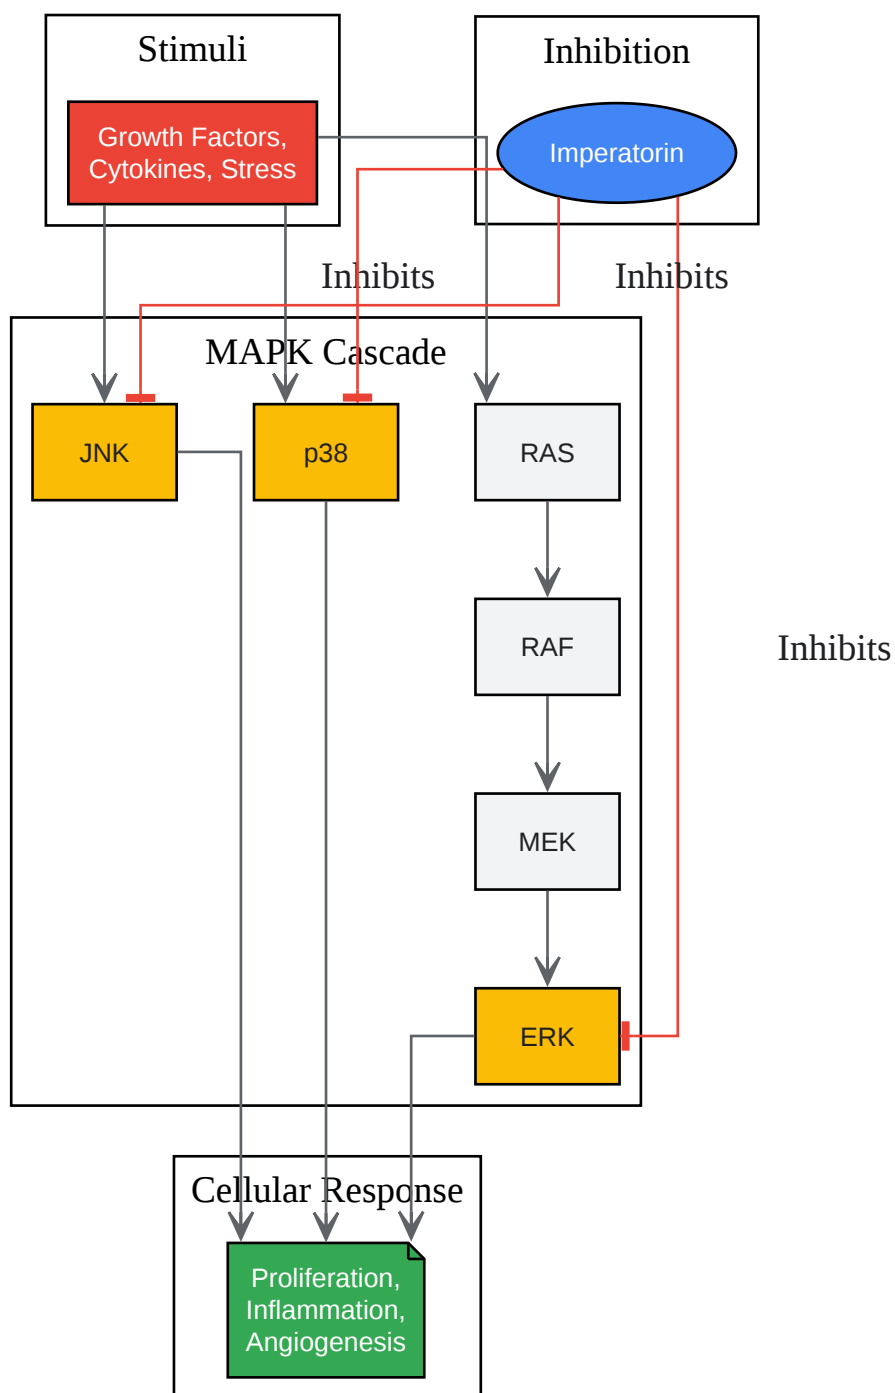 Stimuli
Inhibition
Growth Factors,
Cytokines, Stress
Imperatorin
Inhibits
Inhibits
MAPK Cascade
JNK
p38
RAS
RAF
Inhibits
MEK
ERK
Cellular Response
Proliferation,
Inflammation,
Angiogenesis